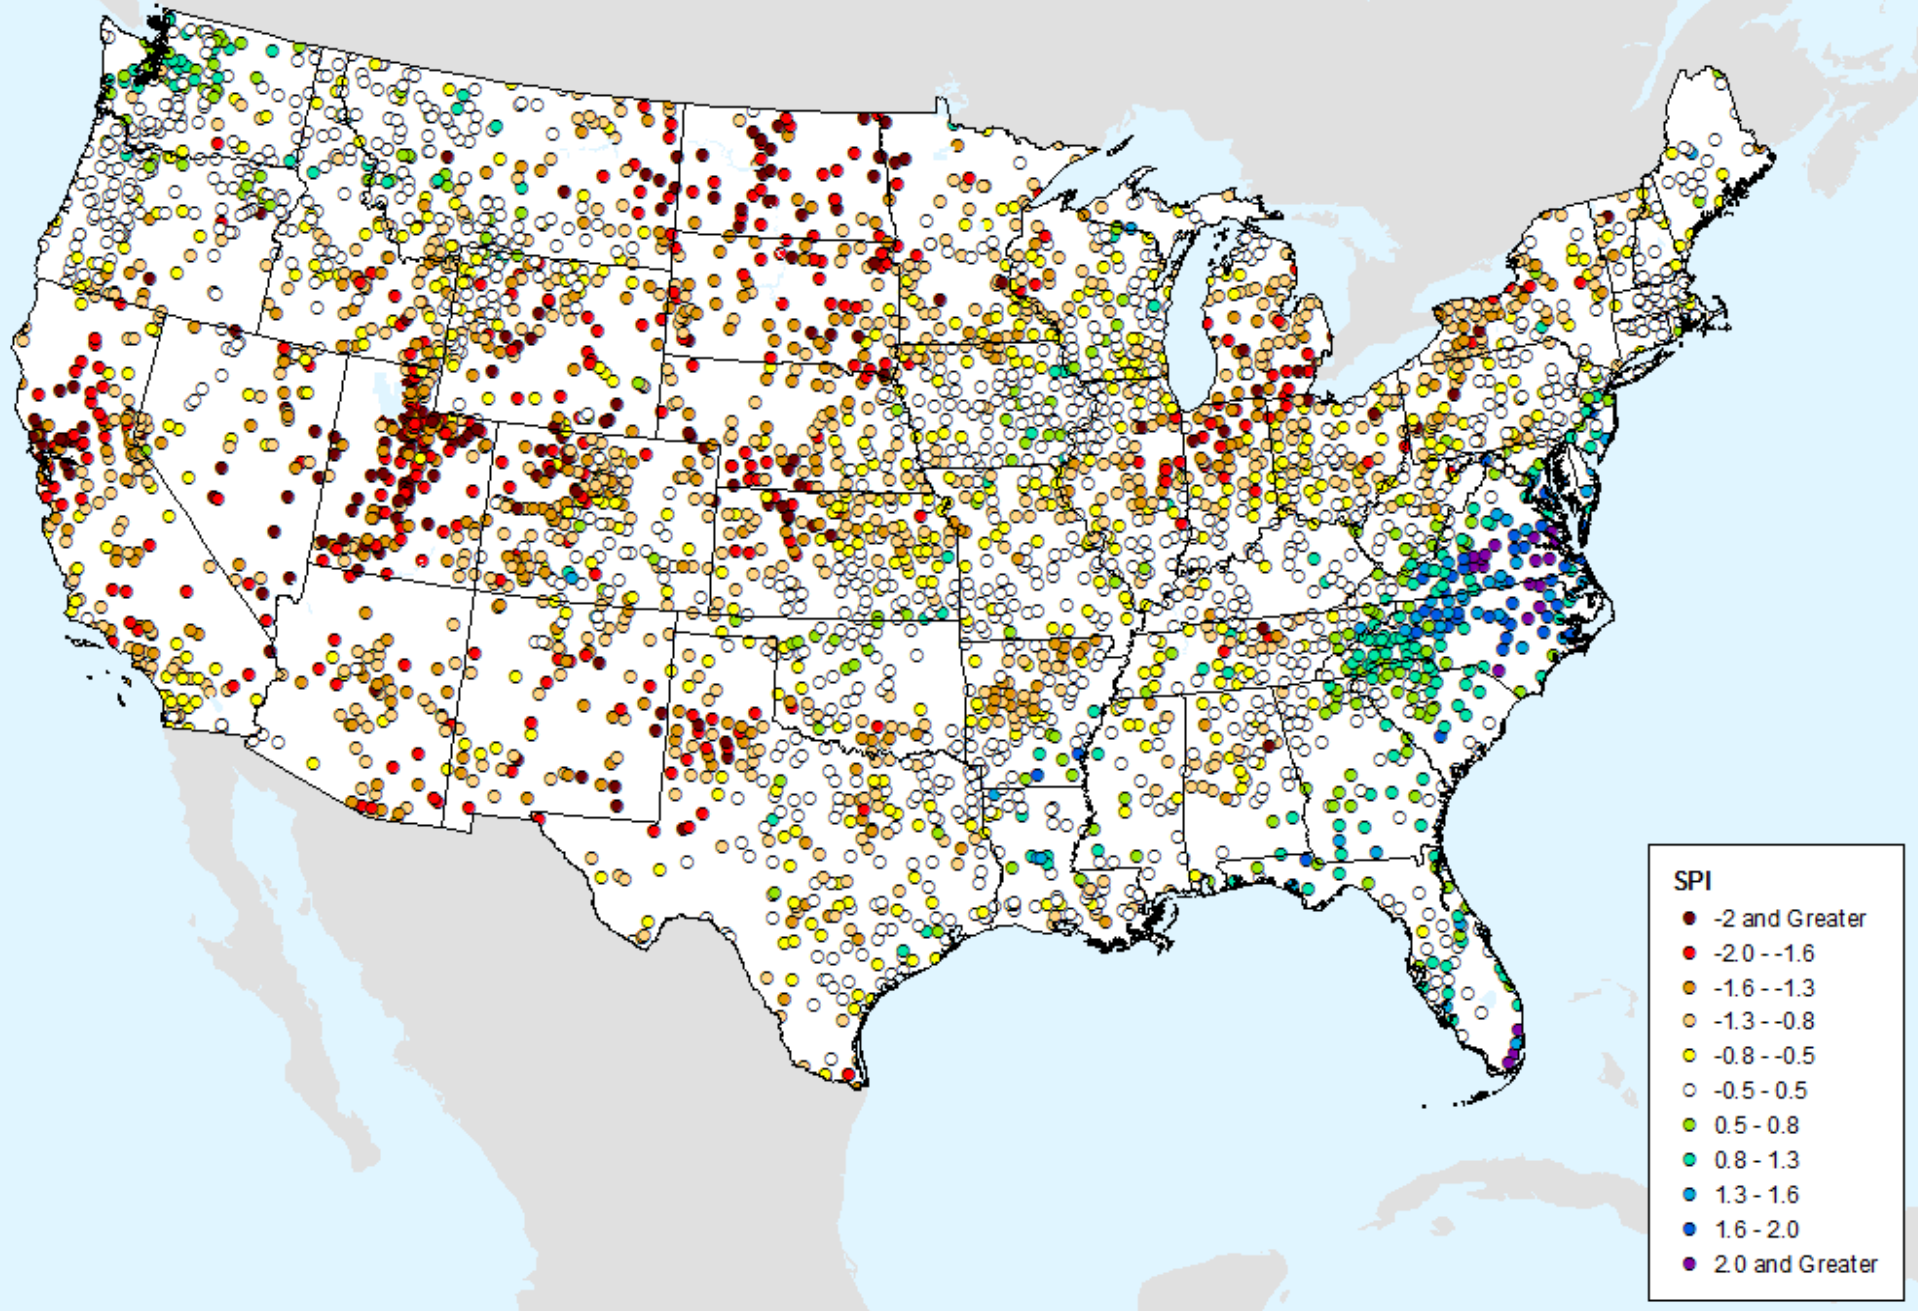 SPI
-2 and Greater
-2.0 - -1.6
-1.6 - -1.3
-1.3 - -0.8
-0.8 - -0.5
-0.5 - 0.5
0.5 - 0.8
0.8 - 1.3
1.3 - 1.6
1.6 - 2.0
2.0 and Greater